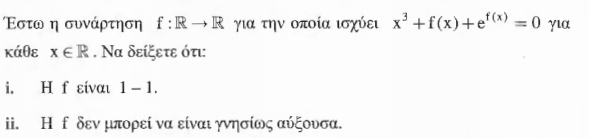 Έστω η συνάρτηση f : ℝ → ℝ για την οποία ισχύει x³ + f(x) + e^{f(x)} = 0 για
κάθε x ∈ ℝ . Να δείξετε ότι:
i. Η f είναι 1 – 1.
ii. Η f δεν μπορεί να είναι γνησίως αύξουσα.